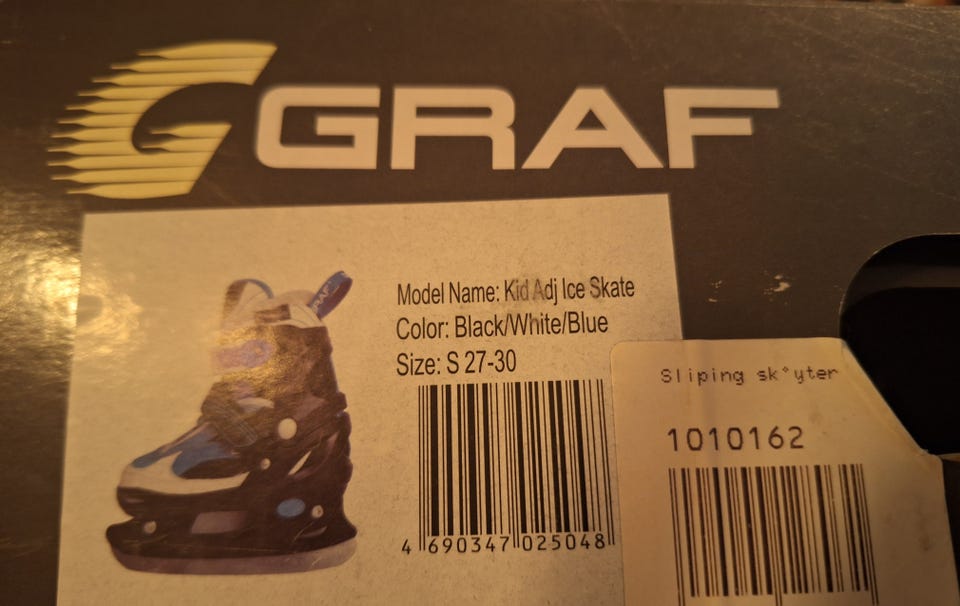 GRAF
Model Name: Kid Adj Ice Skate
Color: Black/White/Blue
Size: S 27-30
4 690347 025048
Sliping sk°yter
1010162